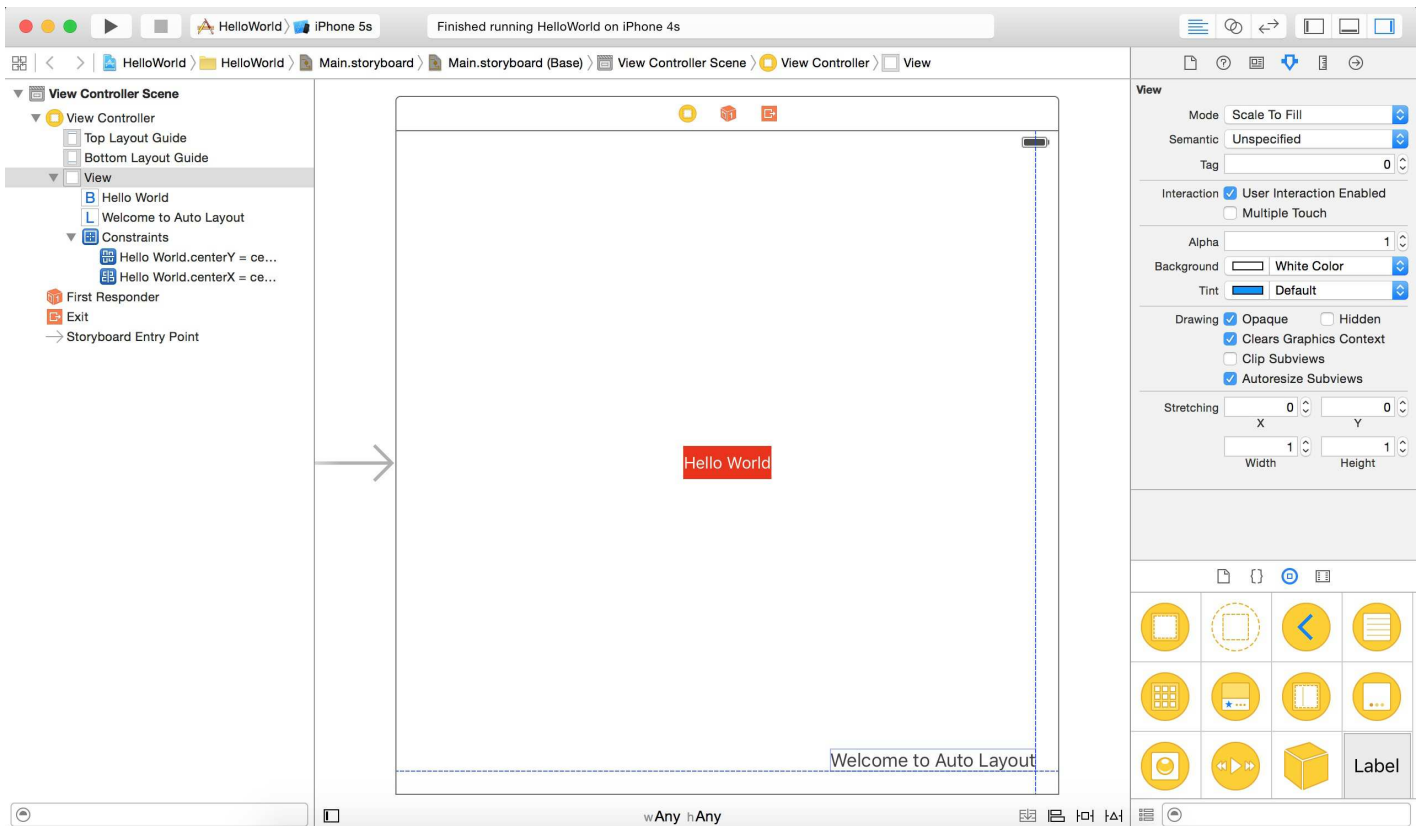 HelloWorld iPhone 5s
Finished running HelloWorld on iPhone 4s
HelloWorld HelloWorld Main.storyboard Main.storyboard (Base) View Controller Scene View Controller View
View Controller Scene
View Controller
Top Layout Guide
Bottom Layout Guide
View
B Hello World
L Welcome to Auto Layout
Constraints
Hello World.centerY = ce...
Hello World.centerX = ce...
First Responder
Exit
Storyboard Entry Point
Hello World
Welcome to Auto Layout
wAny hAny
View
Mode Scale To Fill
Semantic Unspecified
Tag 0
Interaction User Interaction Enabled
Multiple Touch
Alpha 1
Background White Color
Tint Default
Drawing Opaque Hidden
Clears Graphics Context
Clip Subviews
Autoresize Subviews
Stretching 0 0
X Y
1 1
Width Height
{}
Label